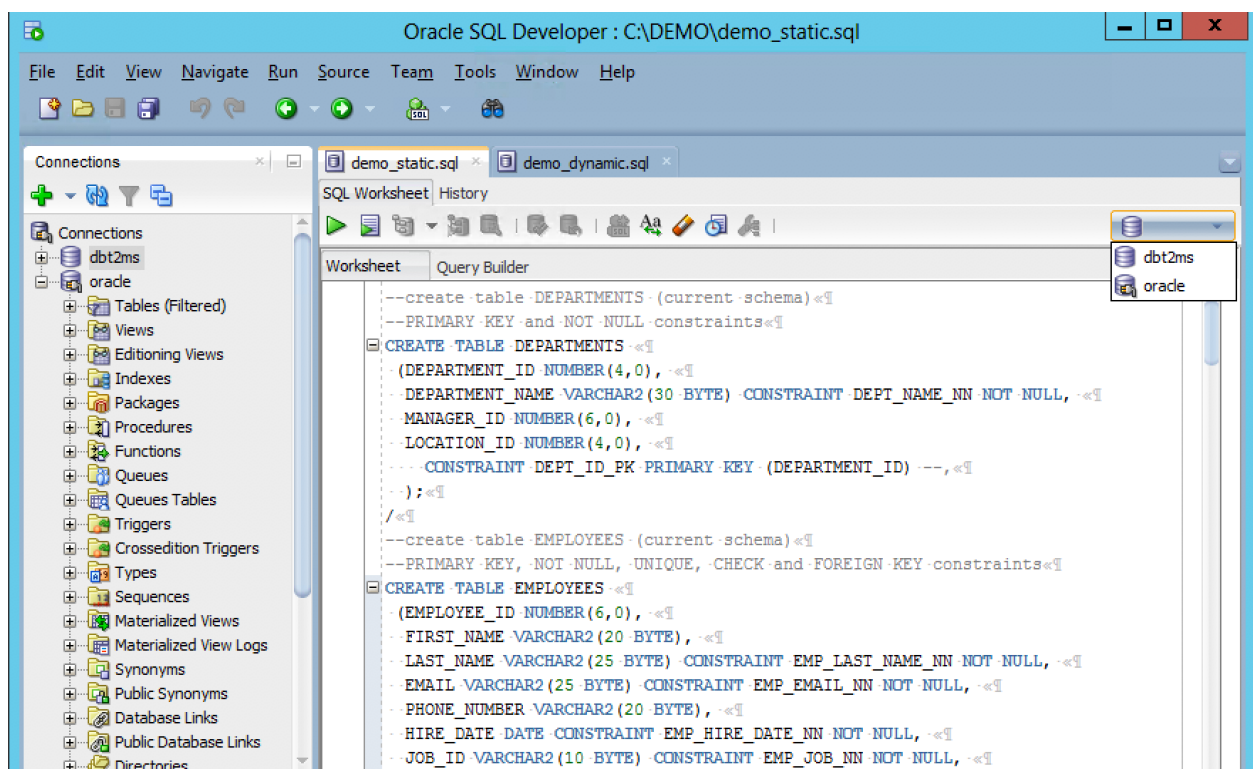 Oracle SQL Developer : C:\DEMO\demo_static.sql
File Edit View Navigate Run Source Team Tools Window Help
Connections
demo_static.sql
demo_dynamic.sql
SQL Worksheet History
Connections
dbt2ms
oracle
Tables (Filtered)
Views
Editioning Views
Indexes
Packages
Procedures
Functions
Queues
Queues Tables
Triggers
Crossedition Triggers
Types
Sequences
Materialized Views
Materialized View Logs
Synonyms
Public Synonyms
Database Links
Public Database Links
Directories
dbt2ms
oracle
Worksheet Query Builder
--create·table·DEPARTMENTS·(current·schema)«¶
--PRIMARY·KEY·and·NOT·NULL·constraints«¶
CREATE·TABLE·DEPARTMENTS·«¶
·(DEPARTMENT_ID·NUMBER(4,0),·«¶
··DEPARTMENT_NAME·VARCHAR2(30·BYTE)·CONSTRAINT·DEPT_NAME_NN·NOT·NULL,·«¶
··MANAGER_ID·NUMBER(6,0),·«¶
··LOCATION_ID·NUMBER(4,0),·«¶
····CONSTRAINT·DEPT_ID_PK·PRIMARY·KEY·(DEPARTMENT_ID)·--,«¶
··);«¶
/«¶
--create·table·EMPLOYEES·(current·schema)«¶
--PRIMARY·KEY,·NOT·NULL,·UNIQUE,·CHECK·and·FOREIGN·KEY·constraints«¶
CREATE·TABLE·EMPLOYEES·«¶
·(EMPLOYEE_ID·NUMBER(6,0),·«¶
··FIRST_NAME·VARCHAR2(20·BYTE),·«¶
··LAST_NAME·VARCHAR2(25·BYTE)·CONSTRAINT·EMP_LAST_NAME_NN·NOT·NULL,·«¶
··EMAIL·VARCHAR2(25·BYTE)·CONSTRAINT·EMP_EMAIL_NN·NOT·NULL,·«¶
··PHONE_NUMBER·VARCHAR2(20·BYTE),·«¶
··HIRE_DATE·DATE·CONSTRAINT·EMP_HIRE_DATE_NN·NOT·NULL,·«¶
··JOB_ID·VARCHAR2(10·BYTE)·CONSTRAINT·EMP_JOB_NN·NOT·NULL,·«¶